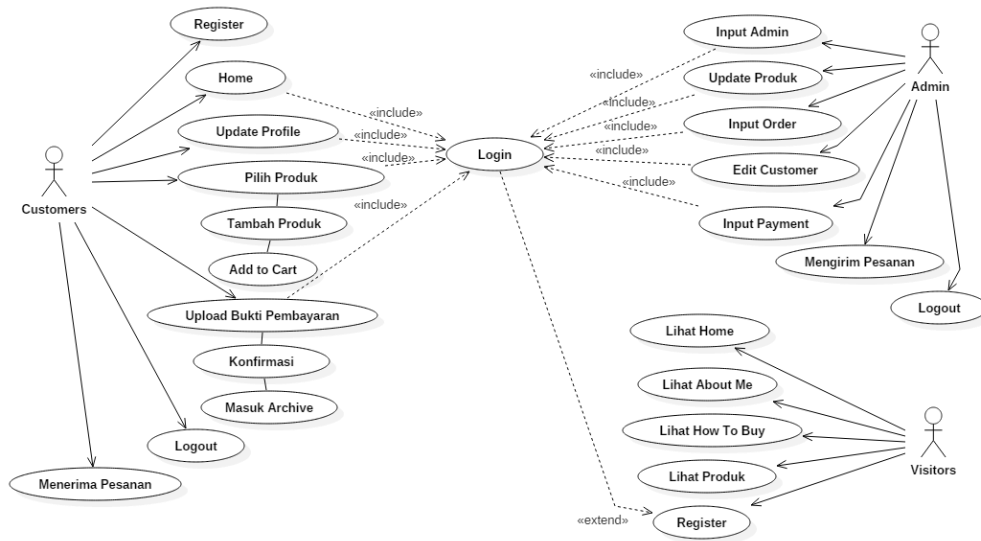 Register
Home
Update Profile
Pilih Produk
Tambah Produk
Add to Cart
Upload Bukti Pembayaran
Konfirmasi
Masuk Archive
Logout
Menerima Pesanan
Customers
«include»
«include»
«include»
«include»
Login
«include»
«include»
«include»
«include»
Input Admin
Update Produk
Input Order
Edit Customer
Input Payment
Mengirim Pesanan
Logout
Admin
Lihat Home
Lihat About Me
Lihat How To Buy
Lihat Produk
Register
«extend»
Visitors